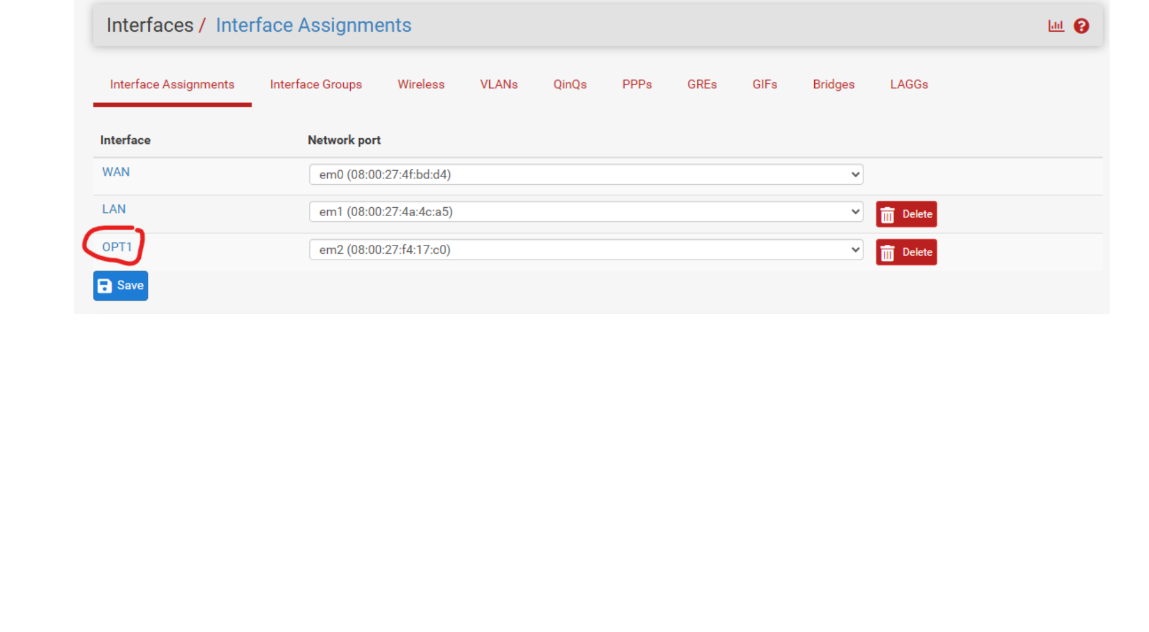 Interfaces / Interface Assignments
Interface Assignments Interface Groups Wireless VLANs QinQs PPPs GREs GIFs Bridges LAGGs
Interface Network port
WAN em0 (08:00:27:4f:bd:d4)
LAN em1 (08:00:27:4a:4c:a5) Delete
OPT1 em2 (08:00:27:f4:17:c0) Delete
Save